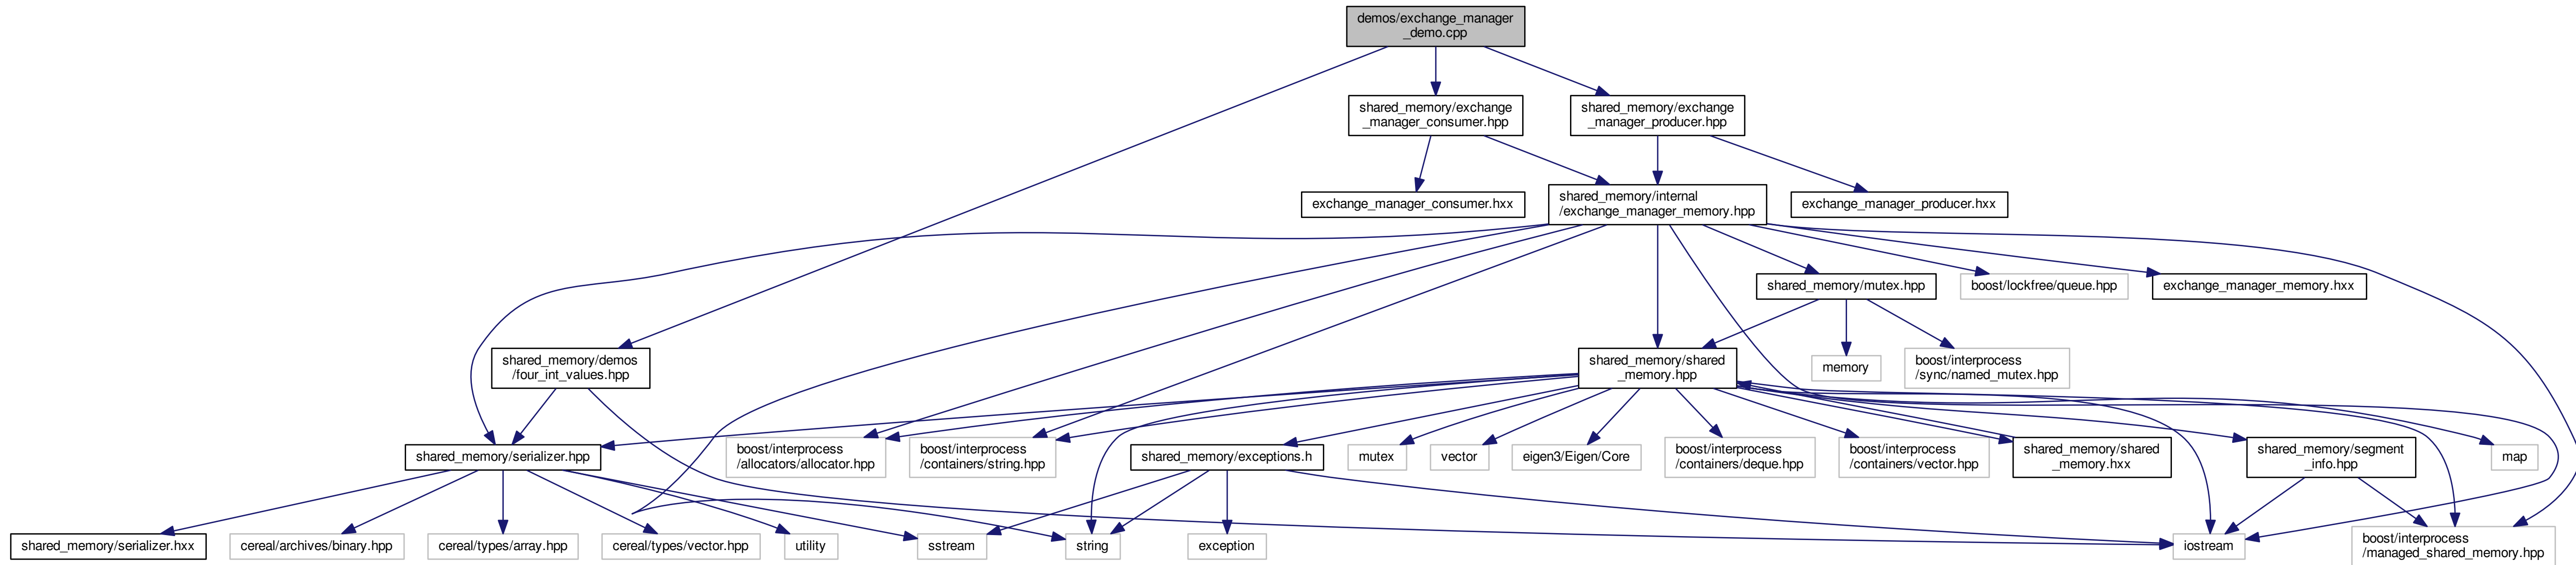 demos/exchange_manager
_demo.cpp
shared_memory/exchange
_manager_consumer.hpp
shared_memory/exchange
_manager_producer.hpp
exchange_manager_consumer.hxx
shared_memory/internal
/exchange_manager_memory.hpp
exchange_manager_producer.hxx
shared_memory/mutex.hpp
boost/lockfree/queue.hpp
exchange_manager_memory.hxx
shared_memory/demos
/four_int_values.hpp
shared_memory/shared
_memory.hpp
memory
boost/interprocess
/sync/named_mutex.hpp
shared_memory/serializer.hpp
boost/interprocess
/allocators/allocator.hpp
boost/interprocess
/containers/string.hpp
shared_memory/exceptions.h
mutex
vector
eigen3/Eigen/Core
boost/interprocess
/containers/deque.hpp
boost/interprocess
/containers/vector.hpp
shared_memory/shared
_memory.hxx
shared_memory/segment
_info.hpp
map
shared_memory/serializer.hxx
cereal/archives/binary.hpp
cereal/types/array.hpp
cereal/types/vector.hpp
utility
sstream
string
exception
iostream
boost/interprocess
/managed_shared_memory.hpp